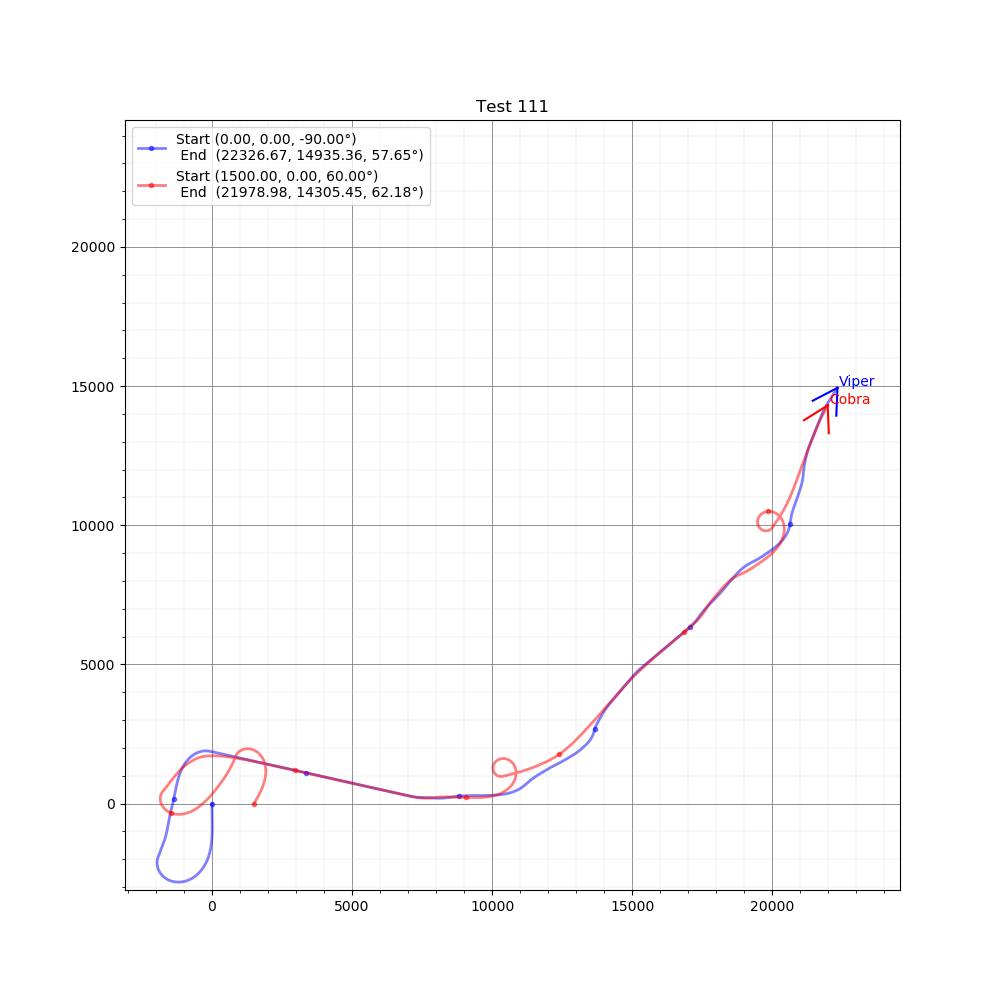 Test 111
Start (0.00, 0.00, -90.00°)
End (22326.67, 14935.36, 57.65°)
Start (1500.00, 0.00, 60.00°)
End (21978.98, 14305.45, 62.18°)
20000
15000
10000
5000
0
Viper
Cobra
0
5000
10000
15000
20000